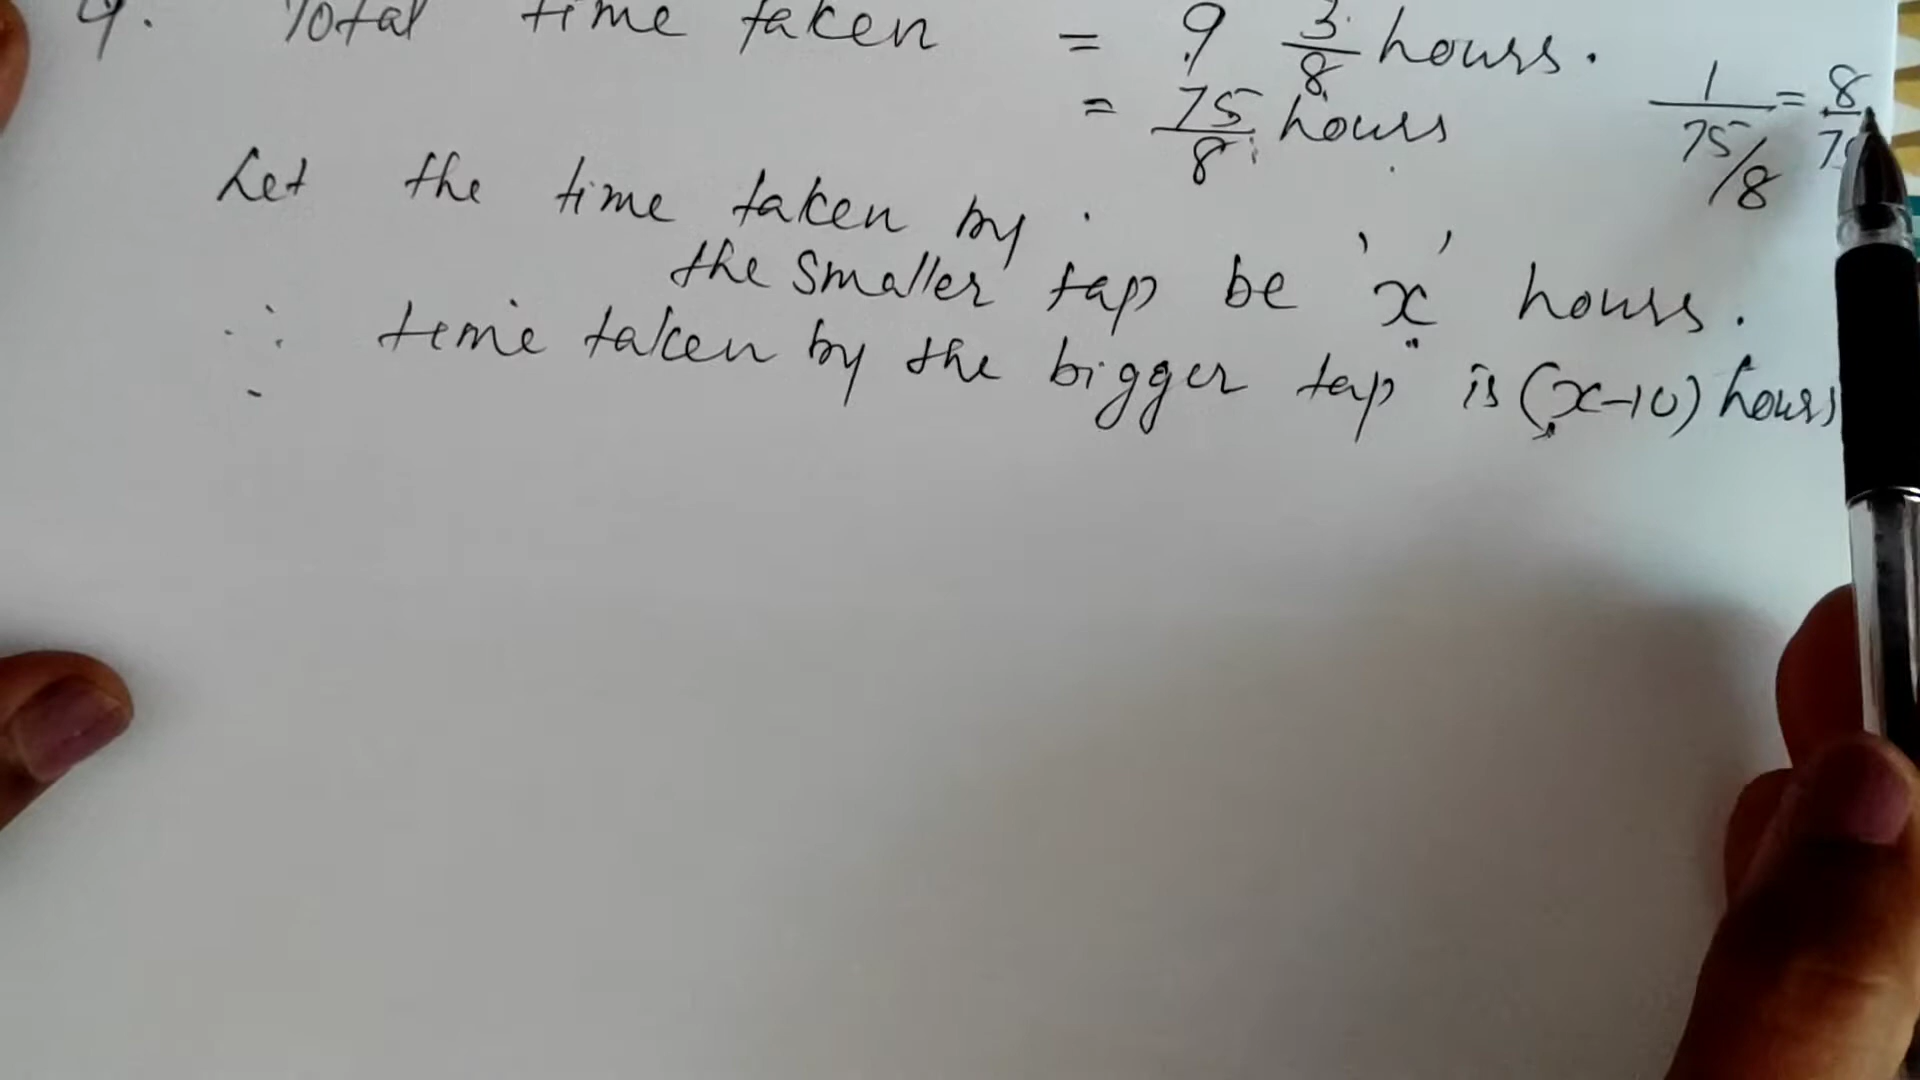 9. Total time taken = 9 3/8 hours.
= 75/8 hours
1/75/8 = 8/
Let the time taken by
the smaller tap be 'x' hours.
∴ time taken by the bigger tap is (x-10) hours